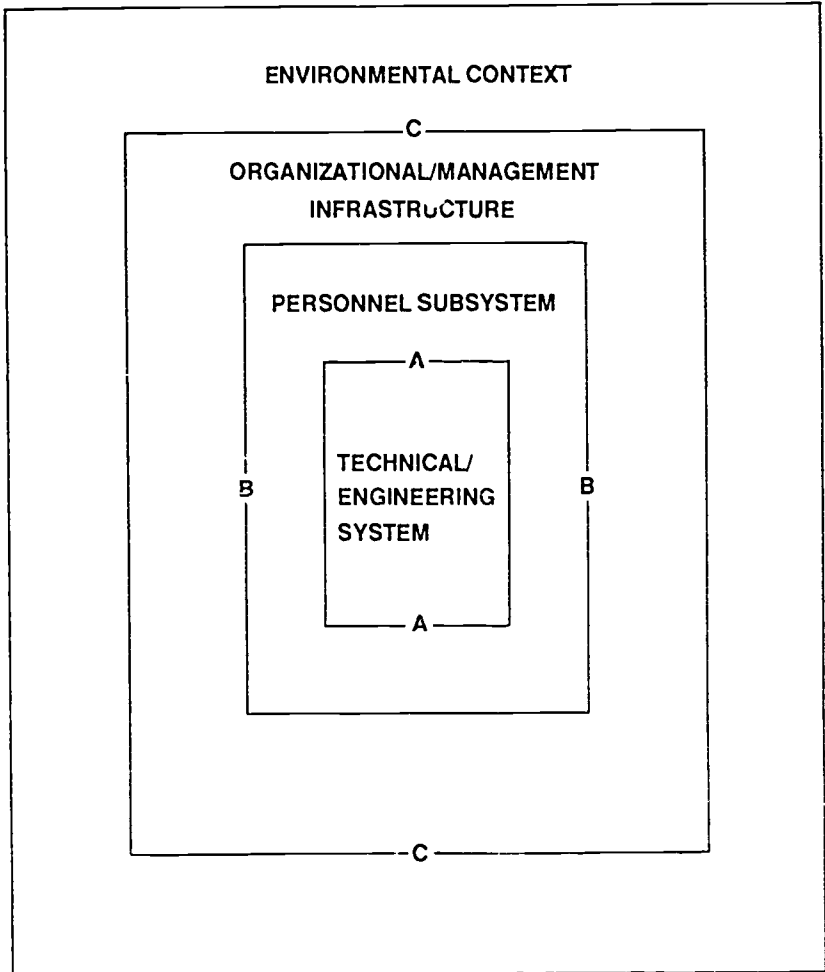 ENVIRONMENTAL CONTEXT
C
ORGANIZATIONAL/MANAGEMENT
INFRASTRUCTURE
PERSONNEL SUBSYSTEM
A
TECHNICAL/
ENGINEERING
SYSTEM
B
B
A
C